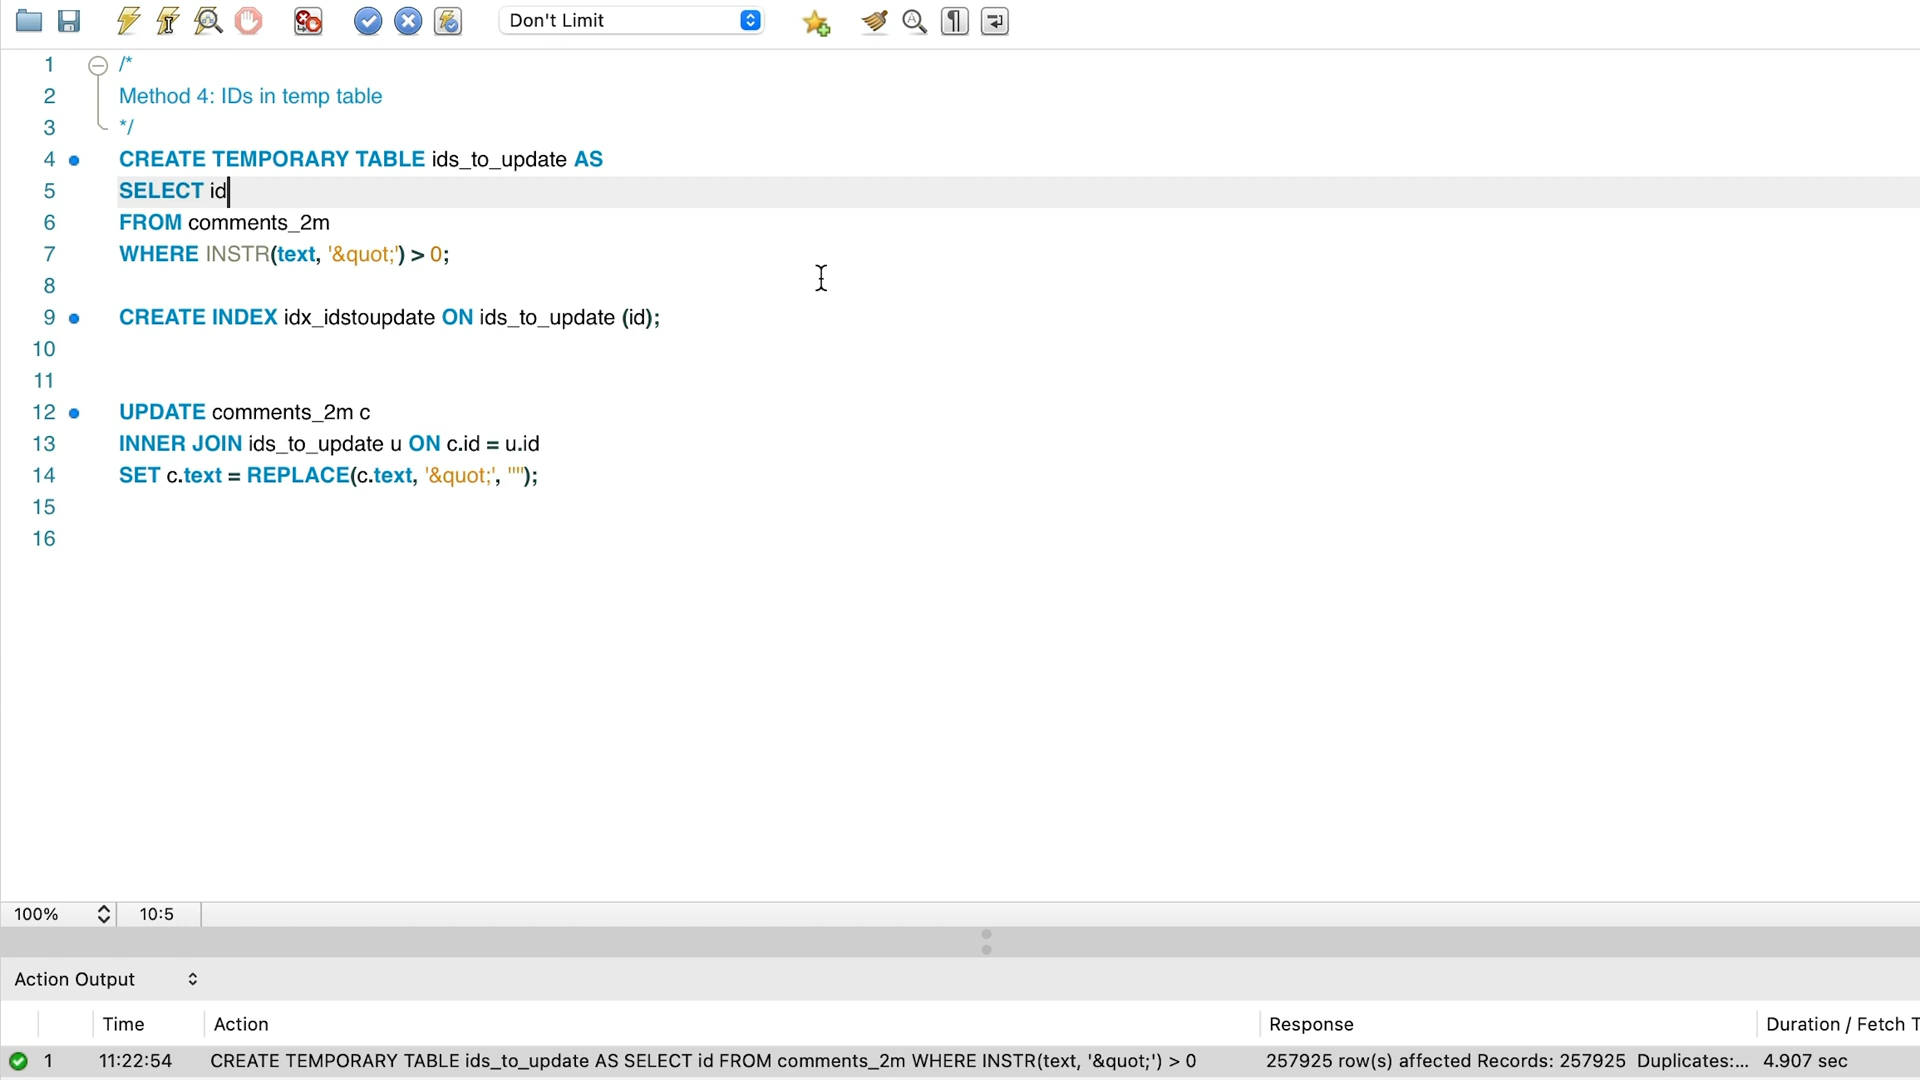 Don't Limit
1 /*
2 Method 4: IDs in temp table
3 */
4 CREATE TEMPORARY TABLE ids_to_update AS
5 SELECT id
6 FROM comments_2m
7 WHERE INSTR(text, '&quot;') > 0;
8
9 CREATE INDEX idx_idstoupdate ON ids_to_update (id);
10
11
12 UPDATE comments_2m c
13 INNER JOIN ids_to_update u ON c.id = u.id
14 SET c.text = REPLACE(c.text, '&quot;', "");
15
16
100% 10:5
Action Output
Time Action Response Duration / Fetch T
1 11:22:54 CREATE TEMPORARY TABLE ids_to_update AS SELECT id FROM comments_2m WHERE INSTR(text, '&quot;') > 0 257925 row(s) affected Records: 257925 Duplicates:... 4.907 sec